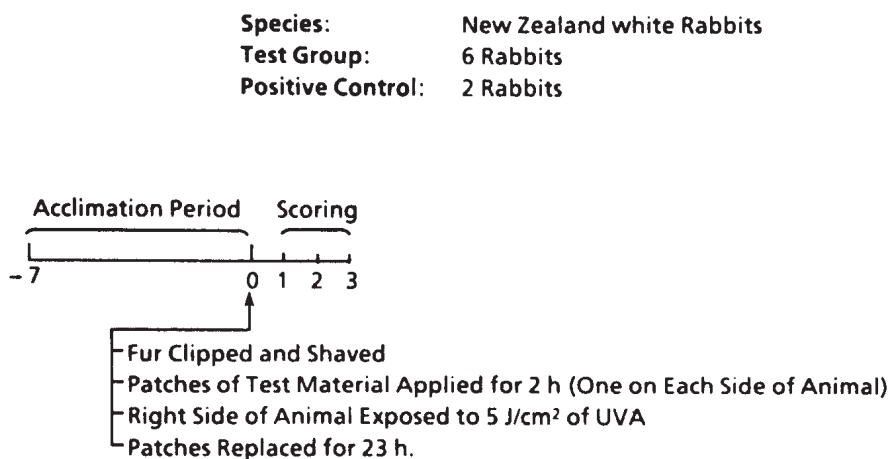 Species: New Zealand white Rabbits
Test Group: 6 Rabbits
Positive Control: 2 Rabbits
Acclimation Period Scoring
– 7 0 1 2 3
Fur Clipped and Shaved
Patches of Test Material Applied for 2 h (One on Each Side of Animal)
Right Side of Animal Exposed to 5 J/cm² of UVA
Patches Replaced for 23 h.